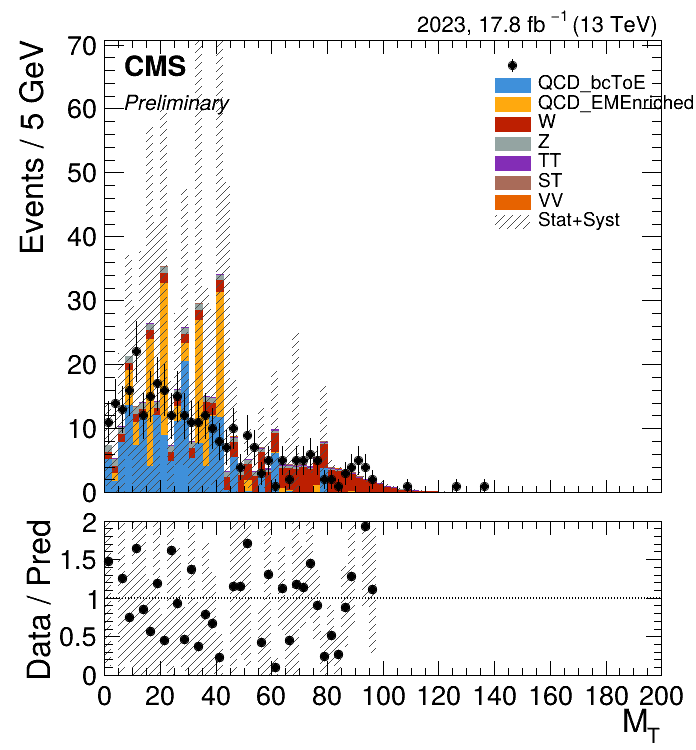 2023, 17.8 fb⁻¹ (13 TeV)
Events / 5 GeV
70
60
50
40
30
20
10
0
CMS
Preliminary
QCD_bcToE
QCD_EMEnriched
W
Z
TT
ST
VV
Stat+Syst
Data / Pred
2
1.5
1
0.5
0
0 20 40 60 80 100 120 140 160 180 200
M_T